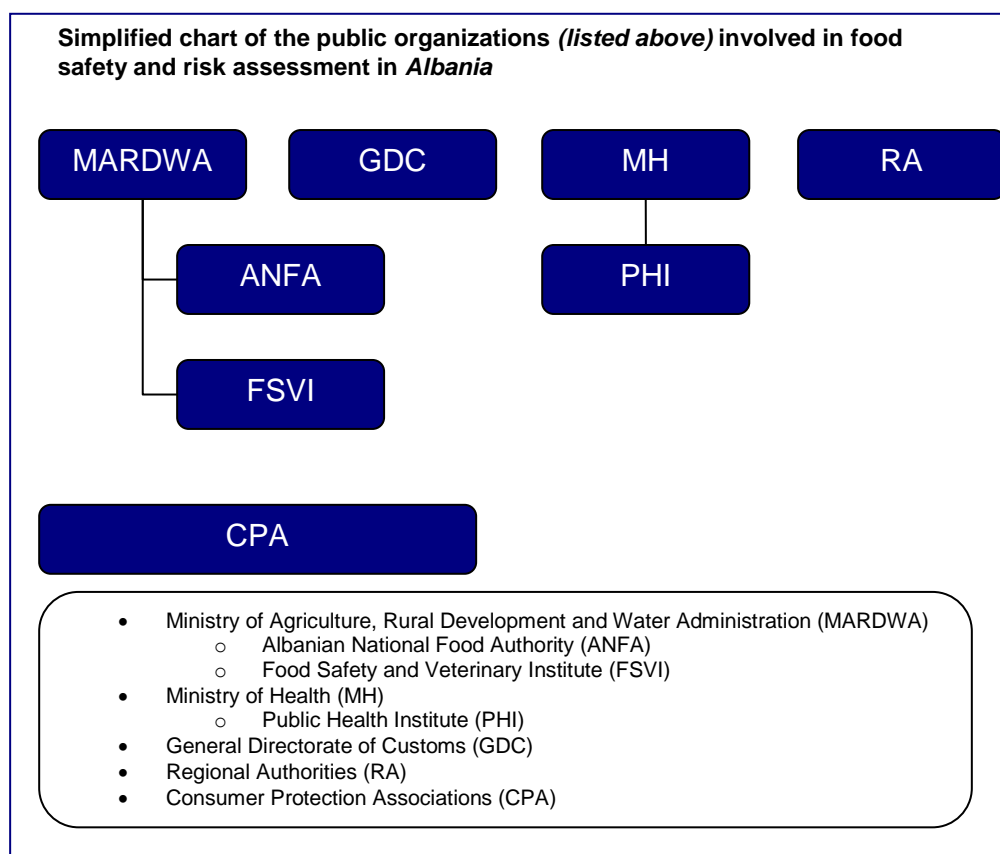 Simplified chart of the public organizations (listed above) involved in food
safety and risk assessment in Albania
MARDWA
GDC
MH
RA
ANFA
PHI
FSVI
CPA
• Ministry of Agriculture, Rural Development and Water Administration (MARDWA)
o Albanian National Food Authority (ANFA)
o Food Safety and Veterinary Institute (FSVI)
• Ministry of Health (MH)
o Public Health Institute (PHI)
• General Directorate of Customs (GDC)
• Regional Authorities (RA)
• Consumer Protection Associations (CPA)